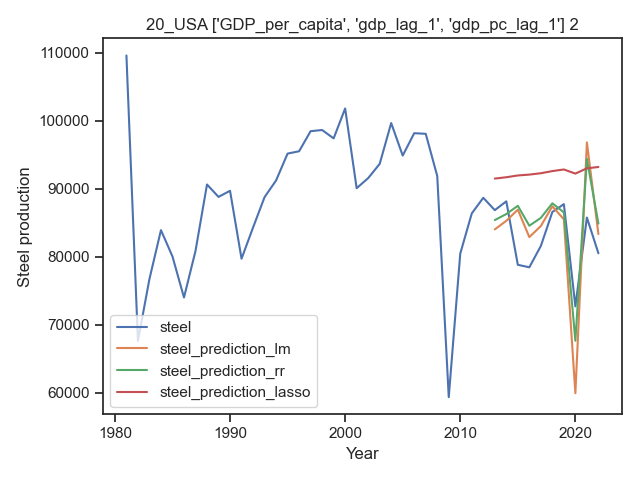 20_USA ['GDP_per_capita', 'gdp_lag_1', 'gdp_pc_lag_1'] 2
110000
100000
90000
80000
70000
60000
Steel production
steel
steel_prediction_lm
steel_prediction_rr
steel_prediction_lasso
1980 1990 2000 2010 2020
Year